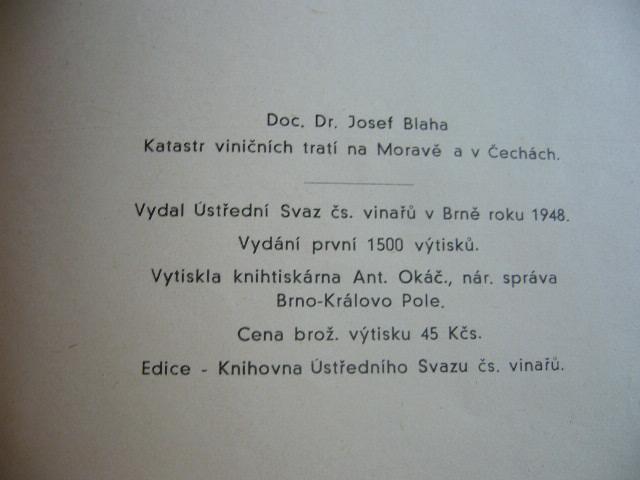 Doc. Dr. Josef Blaha
Katastr viničních tratí na Moravě a v Čechách.
Vydal Ústřední Svaz čs. vinařů v Brně roku 1948.
Vydání první 1500 výtisků.
Vytiskla knihtiskárna Ant. Okáč., nár. správa
Brno-Královo Pole.
Cena brož. výtisku 45 Kčs.
Edice - Knihovna Ústředního Svazu čs. vinařů.